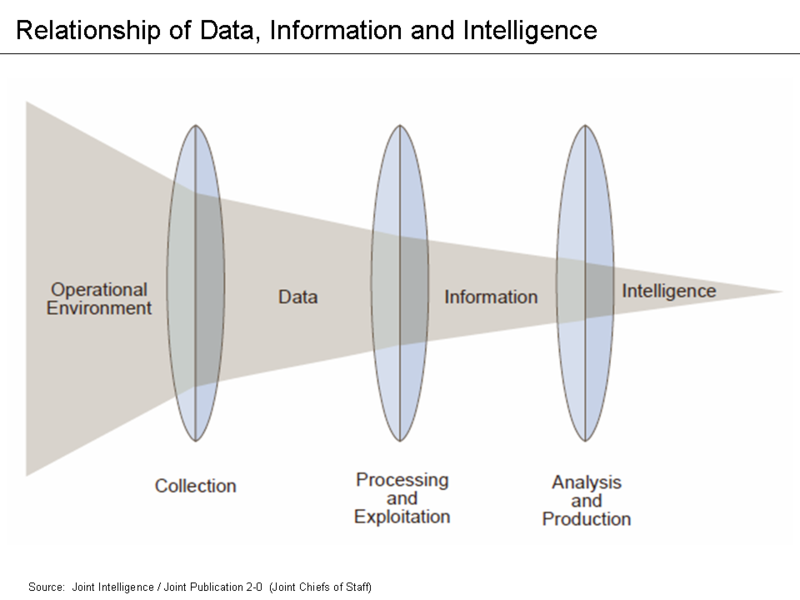 Relationship of Data, Information and Intelligence
Operational
Environment
Data
Information
Intelligence
Collection
Processing
and
Exploitation
Analysis
and
Production
Source:  Joint Intelligence / Joint Publication 2-0  (Joint Chiefs of Staff)